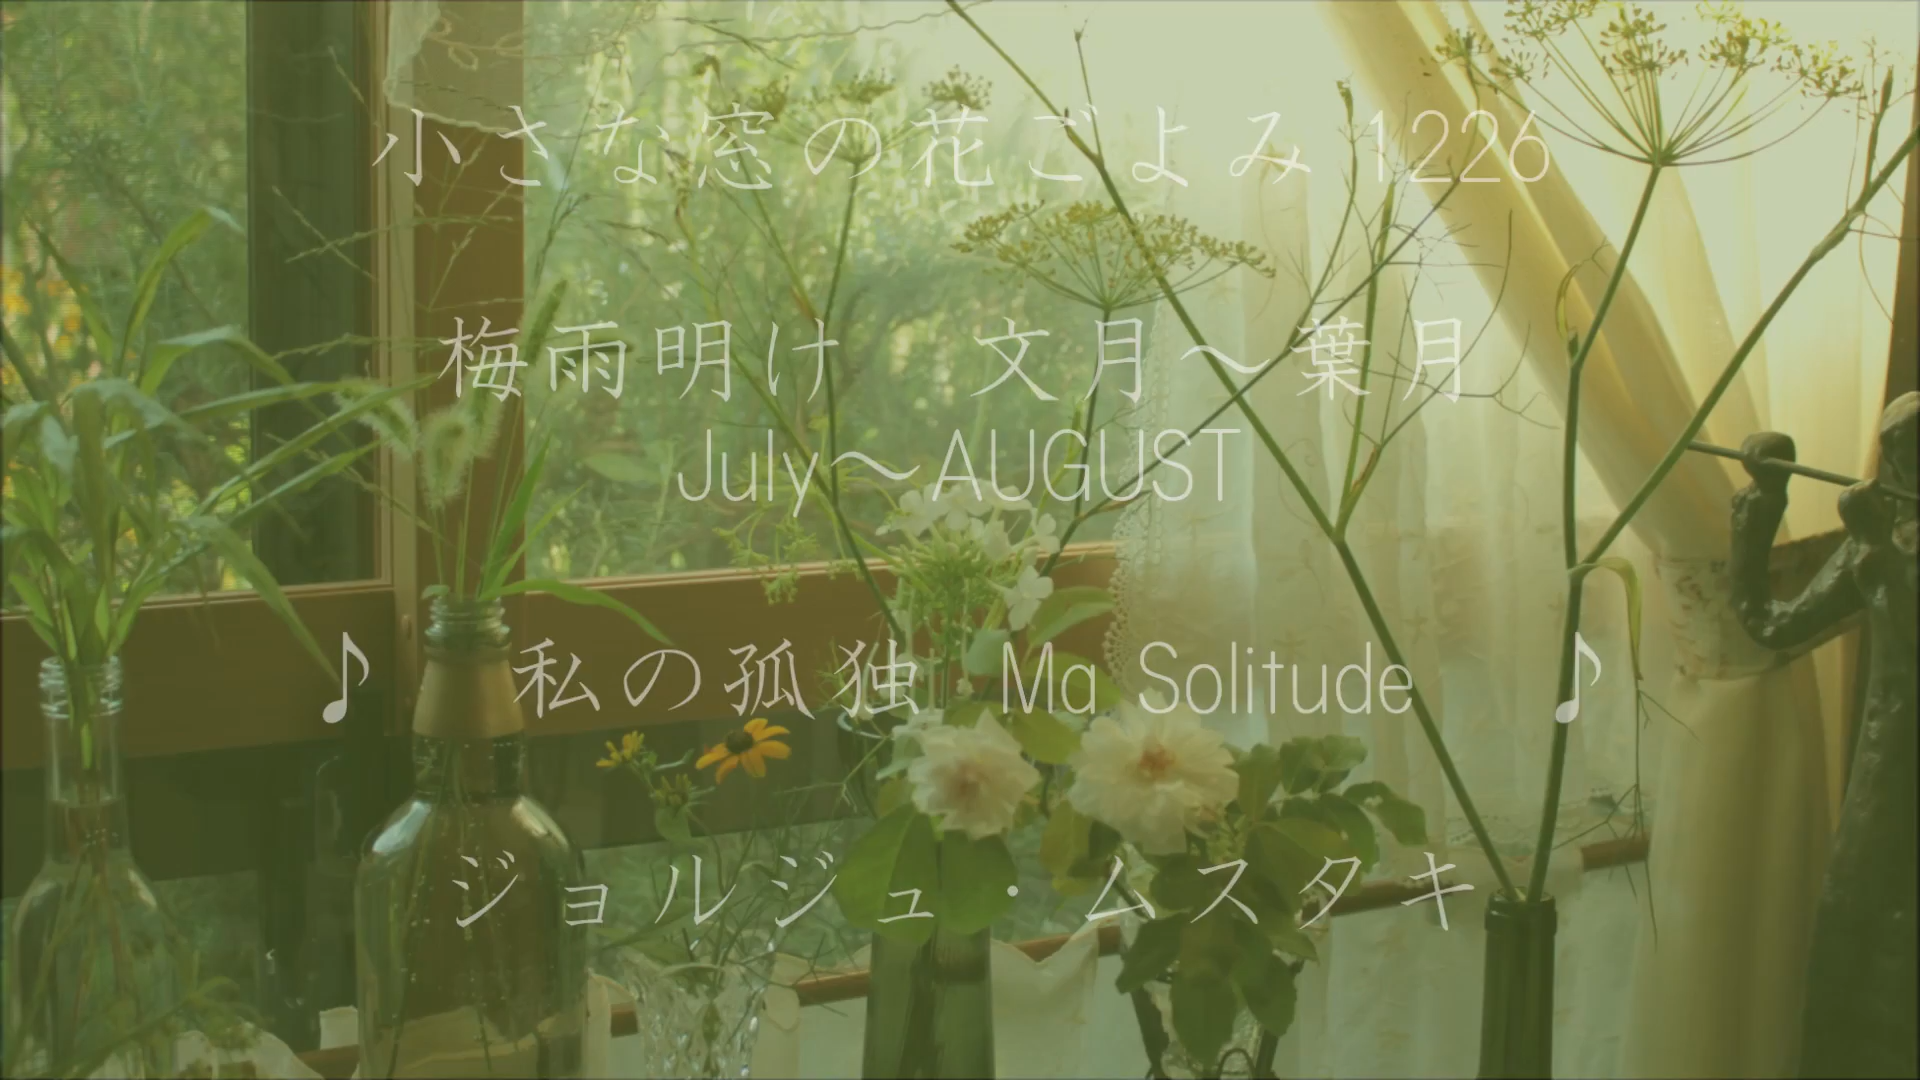 小さな窓の花ごよみ 1226
梅雨明け 文月～葉月
July～AUGUST
♪ 私の孤独 Ma Solitude ♪
ジョルジュ・ムスタキ